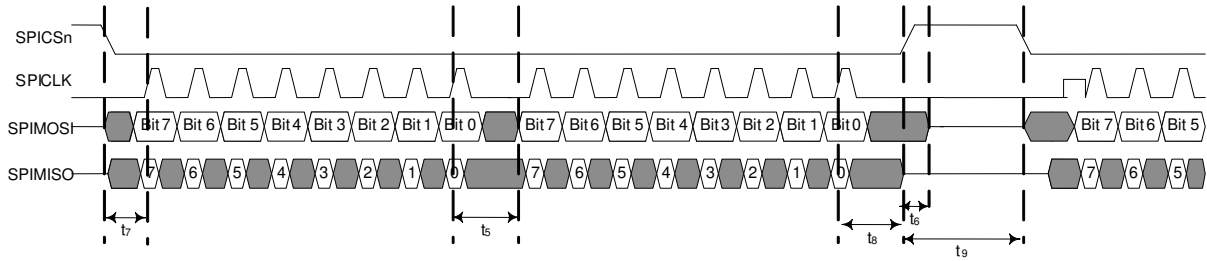 SPICSn
SPICLK
SPIMOSI Bit 7 Bit 6 Bit 5 Bit 4 Bit 3 Bit 2 Bit 1 Bit 0 Bit 7 Bit 6 Bit 5 Bit 4 Bit 3 Bit 2 Bit 1 Bit 0 Bit 7 Bit 6 Bit 5
SPIMISO 7 6 5 4 3 2 1 0 7 6 5 4 3 2 1 0 7 6 5
t7 t5 t8 t6
t9